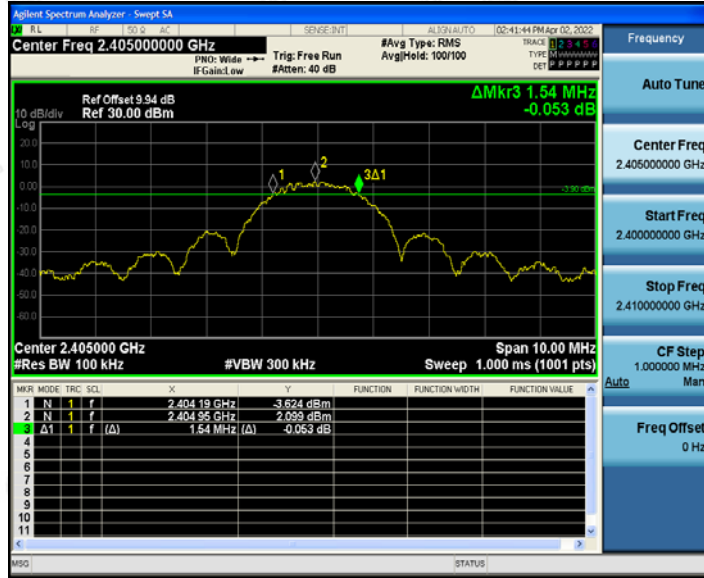 Agilent Spectrum Analyzer - Swept SA
RL RF 50 Ω AC SENSE:INT ALIGN AUTO 02:41:44 PM Apr 02, 2022
Center Freq 2.405000000 GHz
PNO: Wide
IFGain:Low
Trig: Free Run
#Atten: 40 dB
#Avg Type: RMS
Avg|Hold: 100/100
TRACE 1 2 3 4 5 6
TYPE
DET P P P P P P
Ref Offset 9.94 dB
10 dB/div Ref 30.00 dBm
Log
ΔMkr3 1.54 MHz
-0.053 dB
20.0
10.0
0.00
-10.0
-20.0
-30.0
-40.0
-50.0
-60.0
1
2
3Δ1
-3.90 dBm
Center 2.405000 GHz Span 10.00 MHz
#Res BW 100 kHz #VBW 300 kHz Sweep 1.000 ms (1001 pts)
MKR MODE TRC SCL X Y FUNCTION FUNCTION WIDTH FUNCTION VALUE
1 N 1 f 2.404 19 GHz -3.624 dBm
2 N 1 f 2.404 95 GHz 2.099 dBm
3 Δ1 1 f (Δ) 1.54 MHz (Δ) -0.053 dB
4
5
6
7
8
9
10
11
MSG STATUS
Frequency
Auto Tune
Center Freq
2.405000000 GHz
Start Freq
2.400000000 GHz
Stop Freq
2.410000000 GHz
CF Step
1.000000 MHz
Auto Man
Freq Offset
0 Hz